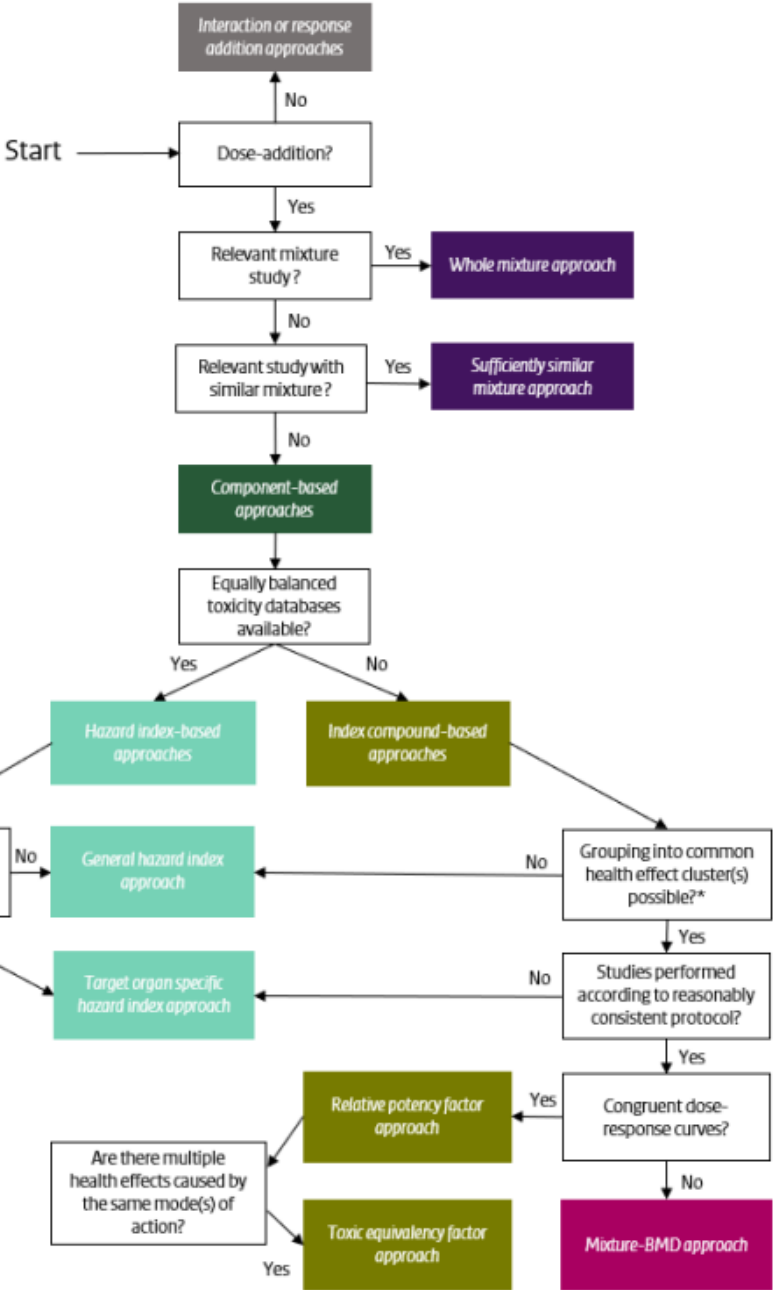 Interaction or response
addition approaches
No
Start
Dose-addition?
Yes
Relevant mixture
study?
Yes
Whole mixture approach
No
Relevant study with
similar mixture?
Yes
Sufficiently similar
mixture approach
No
Component-based
approaches
Equally balanced
toxicity databases
available?
Yes
No
Hazard index-based
approaches
Index compound-based
approaches
No
General hazard index
approach
No
Grouping into common
health effect cluster(s)
possible?*
Yes
Target organ specific
hazard index approach
No
Studies performed
according to reasonably
consistent protocol?
Yes
Relative potency factor
approach
Yes
Congruent dose-
response curves?
No
Are there multiple
health effects caused by
the same mode(s) of
action?
Yes
Toxic equivalency factor
approach
Mixture-BMD approach